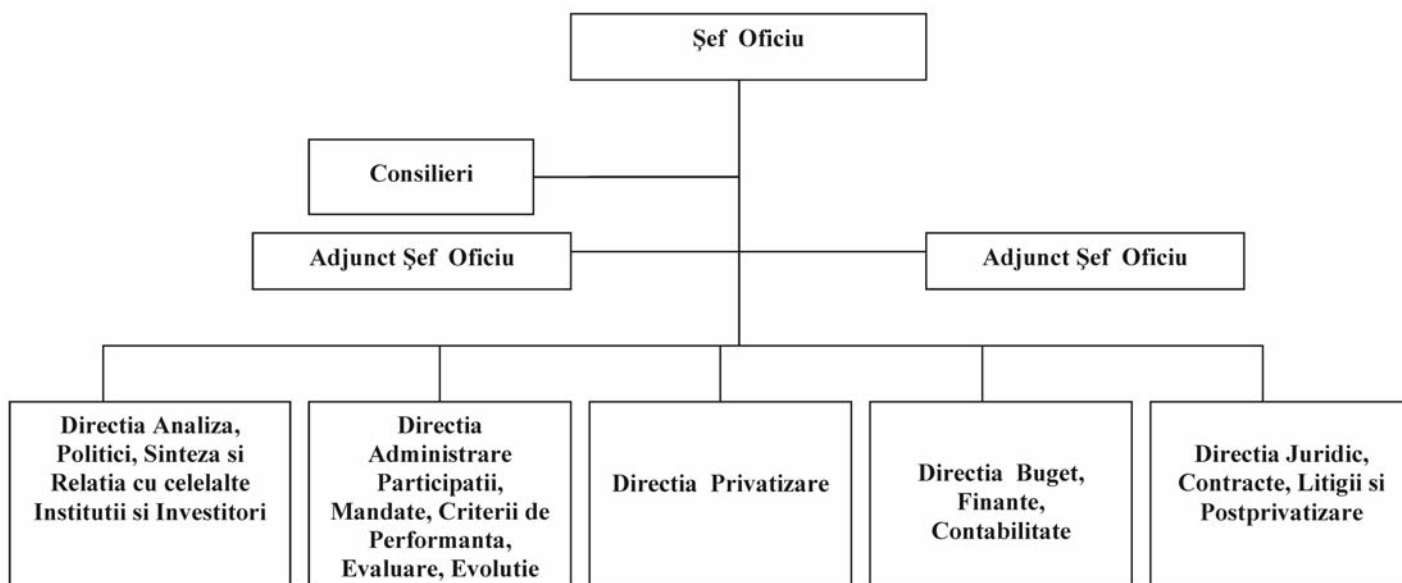 Şef Oficiu
Consilieri
Adjunct Şef Oficiu
Adjunct Şef Oficiu
Directia Analiza,
Politici, Sinteza si
Relatia cu celelalte
Institutii si Investitori
Directia
Administrare
Participatii,
Mandate, Criterii de
Performanta,
Evaluare, Evolutie
Directia Privatizare
Directia Buget,
Finante,
Contabilitate
Directia Juridic,
Contracte, Litigii si
Postprivatizare